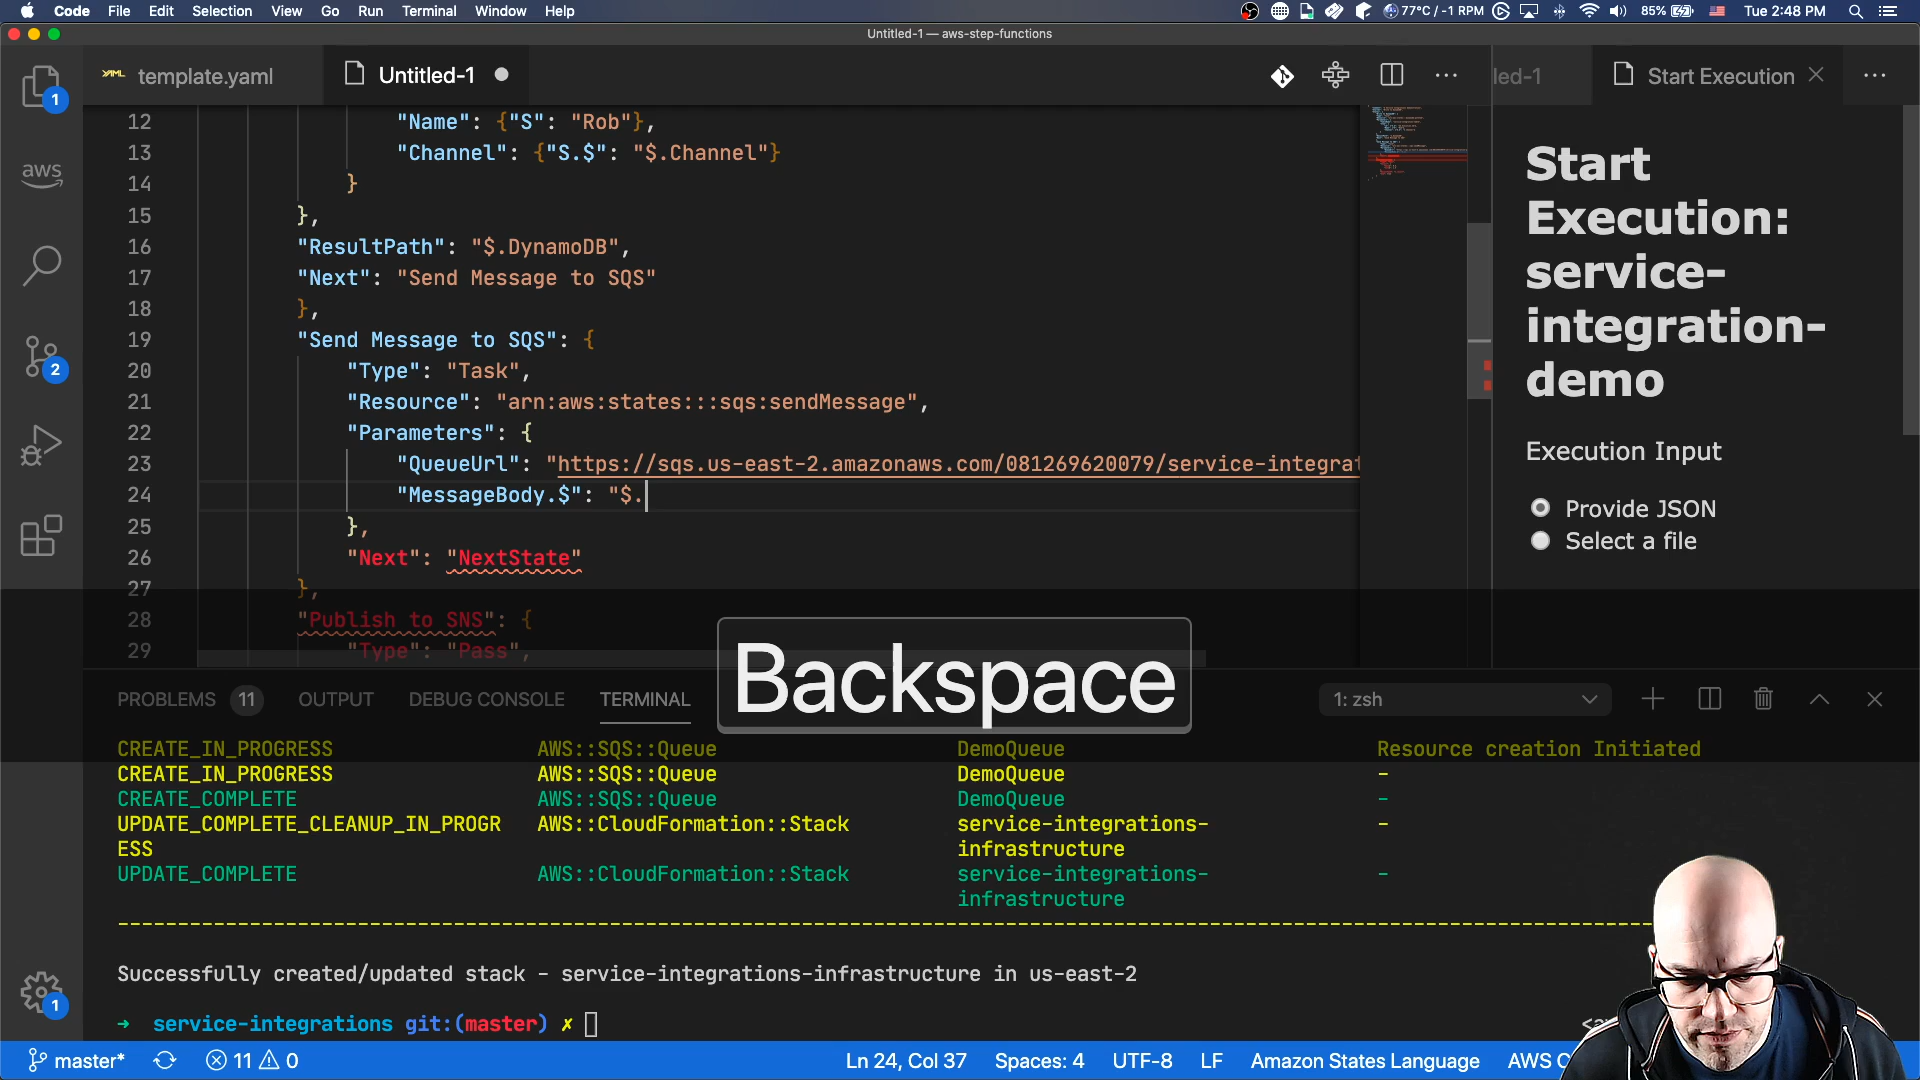 Code File Edit Selection View Go Run Terminal Window Help
77°C / -1 RPM 85% Tue 2:48 PM
Untitled-1 — aws-step-functions
YAML template.yaml Untitled-1 led-1 Start Execution
1
aws
2
1
12 "Name": {"S": "Rob"},
13 "Channel": {"S.$": "$.Channel"}
14 }
15 },
16 "ResultPath": "$.DynamoDB",
17 "Next": "Send Message to SQS"
18 },
19 "Send Message to SQS": {
20 "Type": "Task",
21 "Resource": "arn:aws:states:::sqs:sendMessage",
22 "Parameters": {
23 "QueueUrl": "https://sqs.us-east-2.amazonaws.com/081269620079/service-integrat
24 "MessageBody.$": "$.
25 },
26 "Next": "NextState"
27 },
28 "Publish to SNS": {
29 "Type": "Pass",
Start
Execution:
service-
integration-
demo
Execution Input
Provide JSON
Select a file
Backspace
PROBLEMS 11 OUTPUT DEBUG CONSOLE TERMINAL 1: zsh
CREATE_IN_PROGRESS AWS::SQS::Queue DemoQueue Resource creation Initiated
CREATE_IN_PROGRESS AWS::SQS::Queue DemoQueue -
CREATE_COMPLETE AWS::SQS::Queue DemoQueue -
UPDATE_COMPLETE_CLEANUP_IN_PROGR AWS::CloudFormation::Stack service-integrations- -
ESS infrastructure
UPDATE_COMPLETE AWS::CloudFormation::Stack service-integrations- -
infrastructure
Successfully created/updated stack - service-integrations-infrastructure in us-east-2
→ service-integrations git:(master) ✗
master* 11 0 Ln 24, Col 37 Spaces: 4 UTF-8 LF Amazon States Language AWS